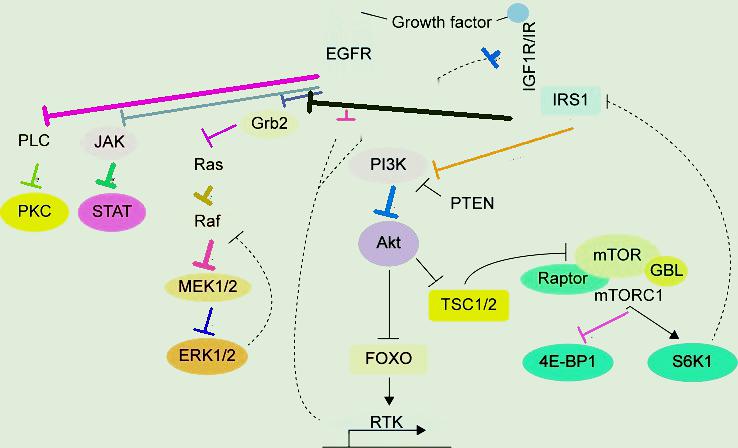 Growth factor
EGFR
IGF1R/IR
IRS1
Grb2
PLC
JAK
Ras
PI3K
PTEN
PKC
STAT
Raf
Akt
mTOR
GBL
Raptor
mTORC1
MEK1/2
TSC1/2
ERK1/2
FOXO
4E-BP1
S6K1
RTK